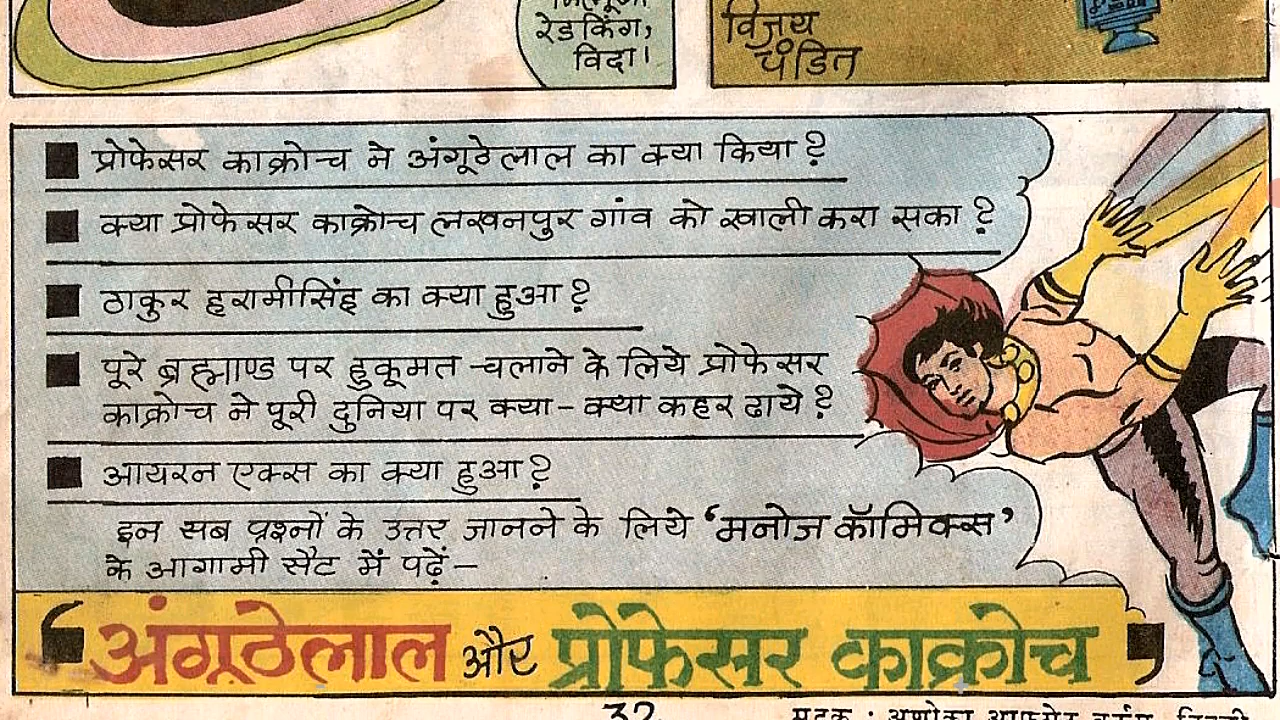 रेडकिंग,
विदा।
विजय
पंडित
प्रोफेसर काक्रोच ने अंगूठेलाल का क्या किया?
क्या प्रोफेसर काक्रोच लखनपुर गांव को खाली करा सका?
ठाकुर हरामीसिंह का क्या हुआ?
पूरे ब्रह्माण्ड पर हुकूमत चलाने के लिये प्रोफेसर
काक्रोच ने पूरी दुनिया पर क्या-क्या कहर ढाये?
आयरन एक्स का क्या हुआ?
इन सब प्रश्नों के उत्तर जानने के लिये 'मनोज कॉमिक्स'
के आगामी सैट में पढ़ें-
'अंगूठेलाल और प्रोफेसर काक्रोच'
32